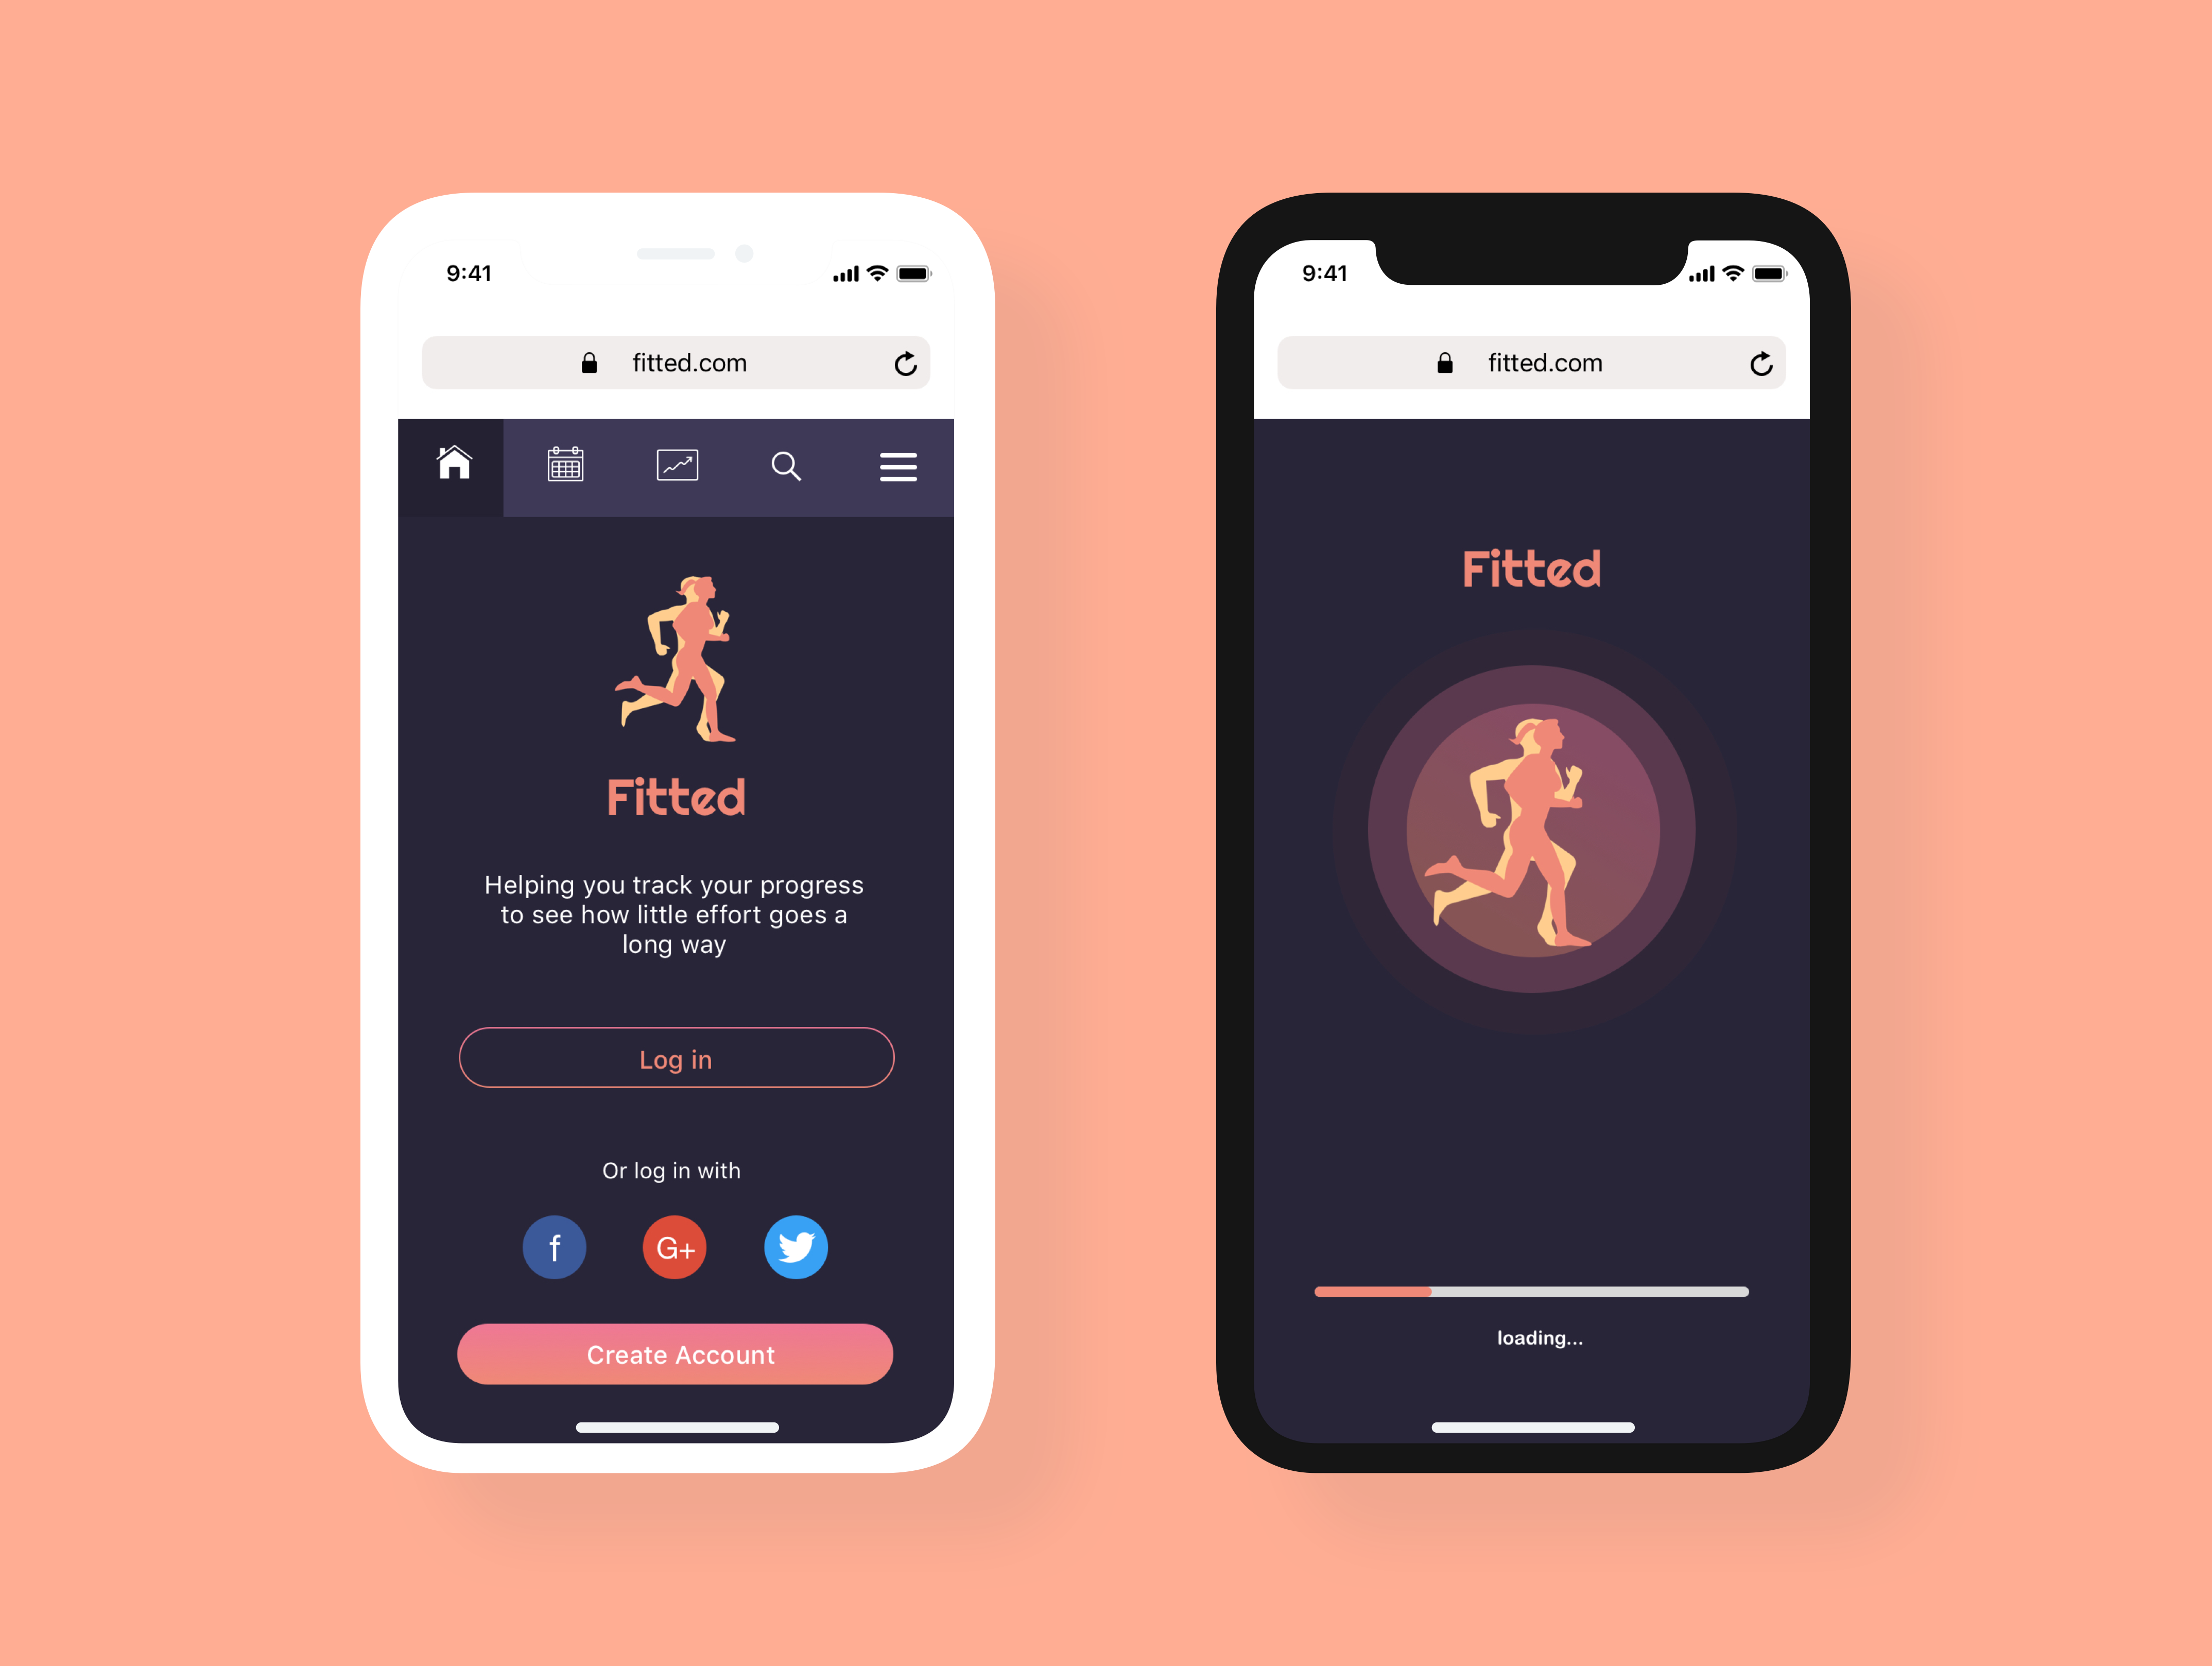 9:41
fitted.com
Fitted
Helping you track your progress
to see how little effort goes a
long way
Log in
Or log in with
f
G+
Create Account
9:41
fitted.com
Fitted
loading...